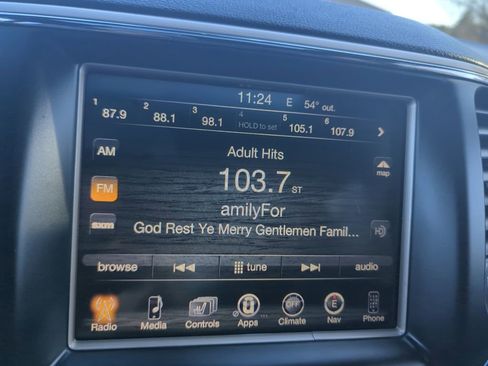 11:24 E 54° out.
1 87.9 2 88.1 3 98.1 4 HOLD to set 5 105.1 6 107.9
AM
Adult Hits
map
FM
103.7 ST
amilyFor
sxm
God Rest Ye Merry Gentlemen Famil...
HD
browse tune audio
OFF E
Radio Media Controls Apps Climate Nav Phone